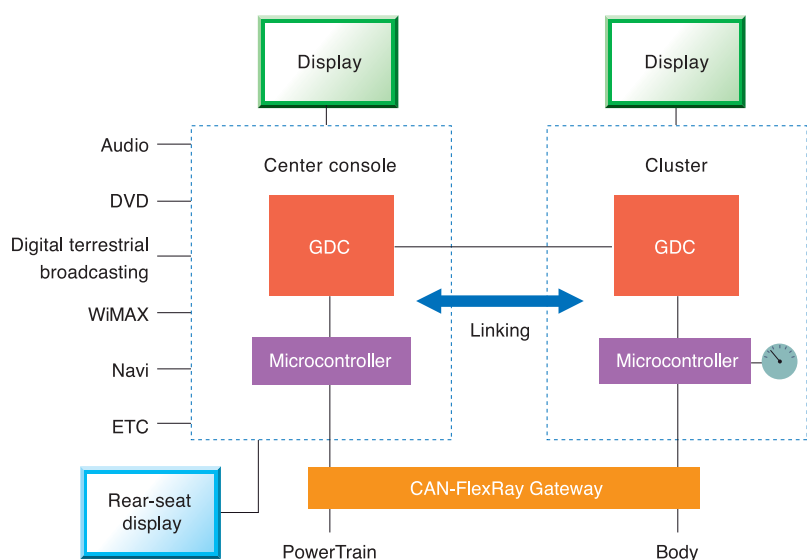 Display
Display
Audio
DVD
Digital terrestrial
broadcasting
WiMAX
Navi
ETC
Center console
GDC
Microcontroller
Linking
Cluster
GDC
Microcontroller
Rear-seat
display
CAN-FlexRay Gateway
PowerTrain
Body